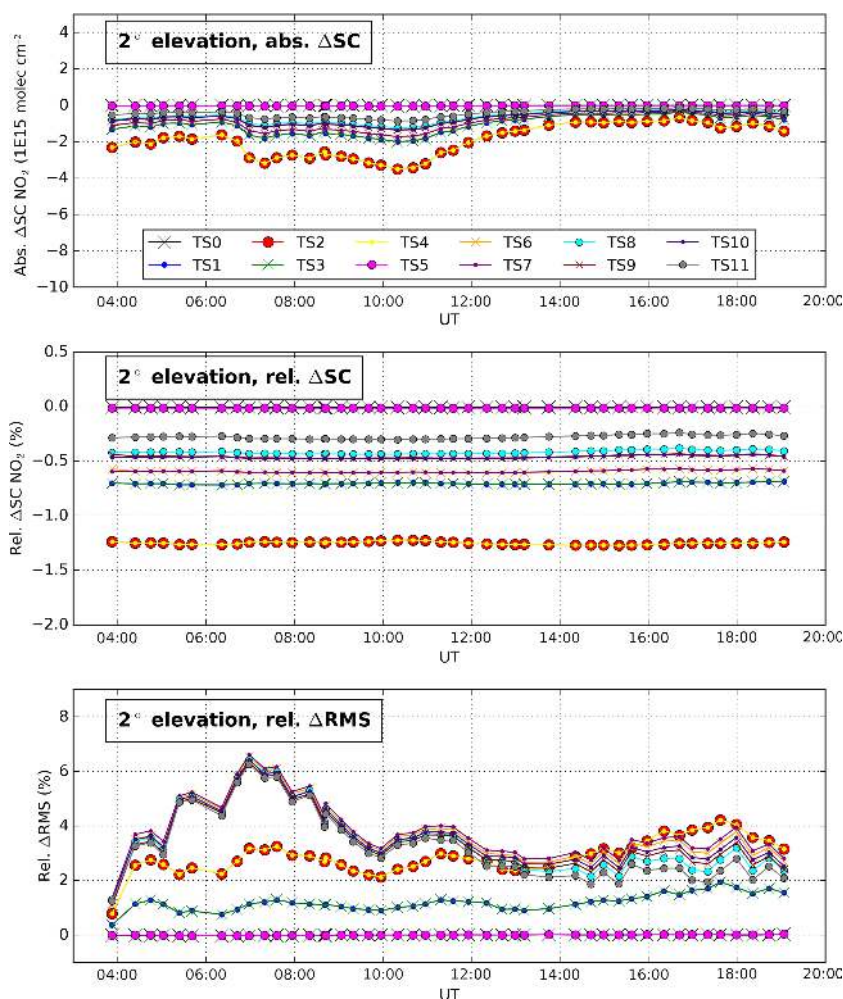 2° elevation, abs. ΔSC
Abs. ΔSC NO₂ (1E15 molec cm⁻²)
4
2
0
−2
−4
−6
−8
−10
TS0 TS2 TS4 TS6 TS8 TS10
TS1 TS3 TS5 TS7 TS9 TS11
04:00 06:00 08:00 10:00 12:00 14:00 16:00 18:00 20:00
UT
2° elevation, rel. ΔSC
Rel. ΔSC NO₂ (%)
0.5
0.0
−0.5
−1.0
−1.5
−2.0
04:00 06:00 08:00 10:00 12:00 14:00 16:00 18:00 20:00
UT
2° elevation, rel. ΔRMS
Rel. ΔRMS (%)
8
6
4
2
0
04:00 06:00 08:00 10:00 12:00 14:00 16:00 18:00 20:00
UT